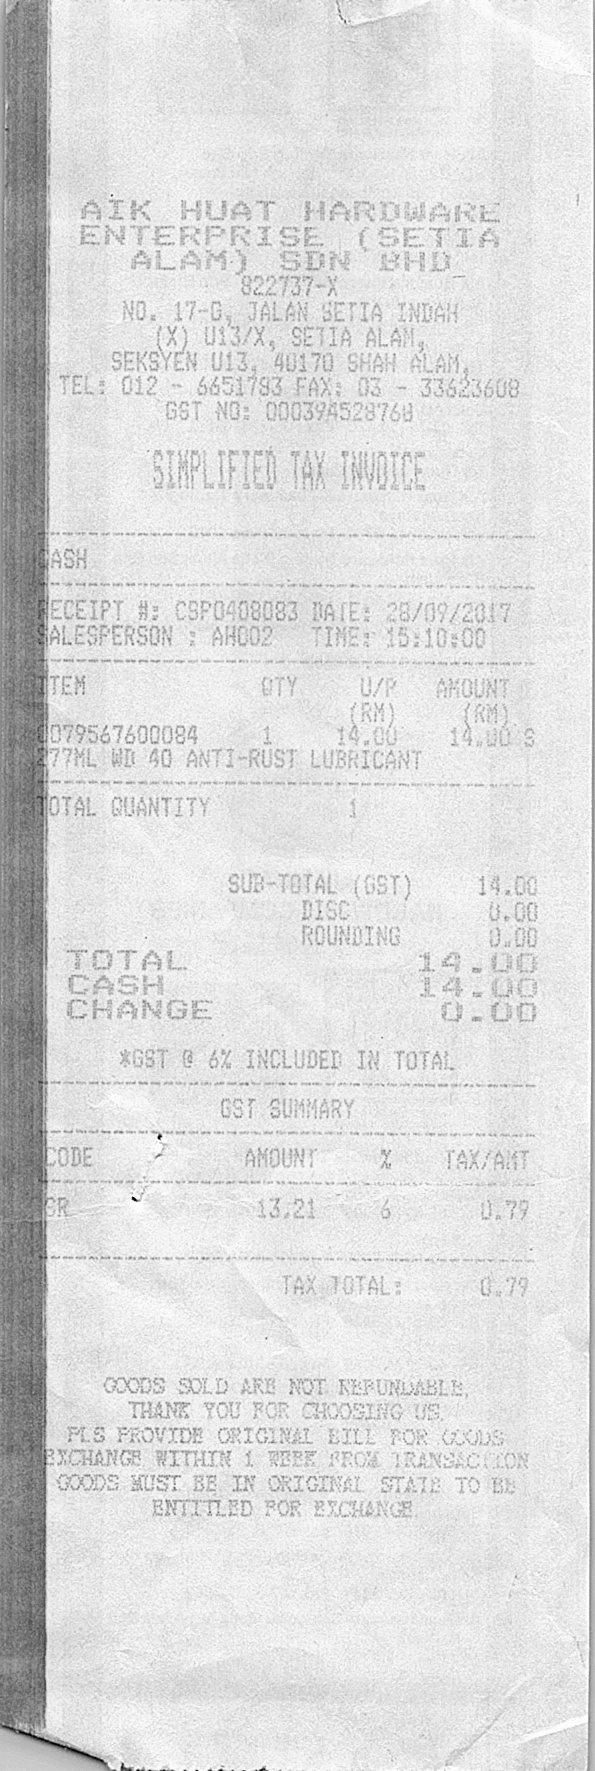 AIK HUAT HARDWARE
ENTERPRISE (SETIA
ALAM) SDN BHD
822737-X
NO. 17-G, JALAN SETIA INDAH
(X) U13/X, SETIA ALAM,
SEKSYEN U13, 40170 SHAH ALAM,
TEL: 012 - 6651783 FAX: 03 - 33623608
GST NO: 000394528768
SIMPLIFIED TAX INVOICE
CASH
RECEIPT #: CSP0408083 DATE: 28/09/2017
SALESPERSON : AH002 TIME: 15:10:00
ITEM QTY U/P AMOUNT
(RM) (RM)
0079567600084 1 14.00 14.00 S
277ML WD 40 ANTI-RUST LUBRICANT
TOTAL QUANTITY 1
SUB-TOTAL (GST) 14.00
DISC 0.00
ROUNDING 0.00
TOTAL 14.00
CASH 14.00
CHANGE 0.00
*GST @ 6% INCLUDED IN TOTAL
GST SUMMARY
CODE AMOUNT % TAX/AMT
SR 13.21 6 0.79
TAX TOTAL: 0.79
GOODS SOLD ARE NOT REFUNDABLE,
THANK YOU FOR CHOOSING US.
PLS PROVIDE ORIGINAL BILL FOR GOODS
EXCHANGE WITHIN 1 WEEK FROM TRANSACTION
GOODS MUST BE IN ORIGINAL STATE TO BE
ENTITLED FOR EXCHANGE.